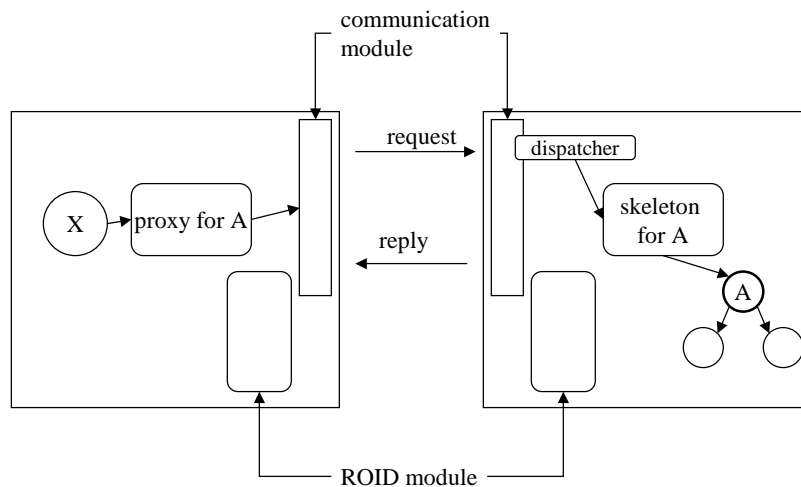 communication
module
request
dispatcher
X
proxy for A
skeleton
for A
reply
A
ROID module